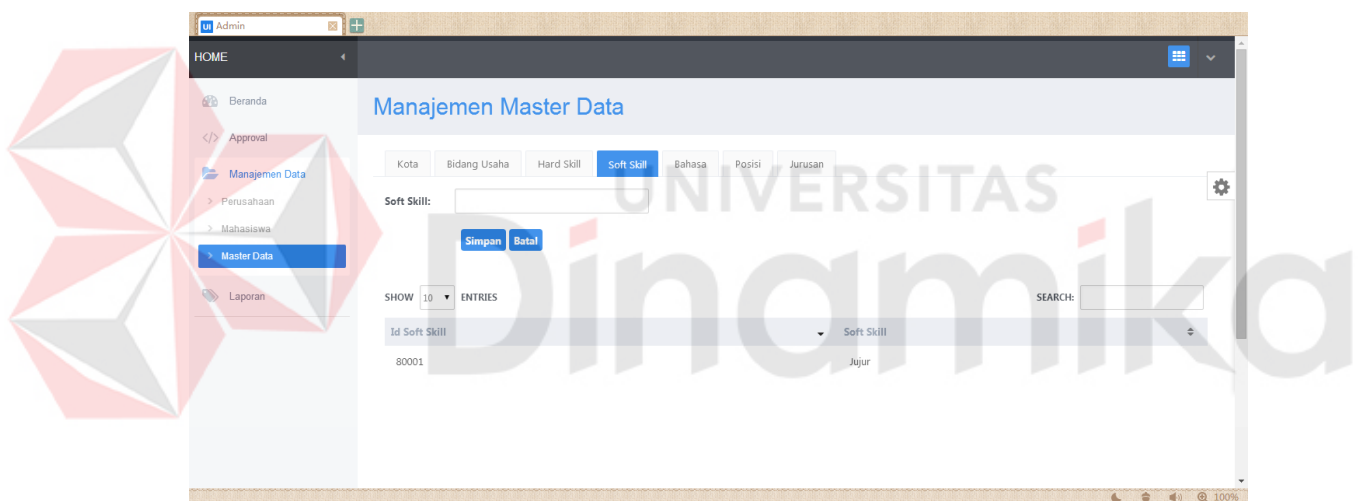 UI Admin
HOME
Beranda
</> Approval
Manajemen Data
> Perusahaan
> Mahasiswa
> Master Data
Laporan
Manajemen Master Data
Kota Bidang Usaha Hard Skill Soft Skill Bahasa Posisi Jurusan
Soft Skill:
Simpan Batal
SHOW 10 ENTRIES SEARCH:
Id Soft Skill Soft Skill
80001 Jujur
UNIVERSITAS
Dinamika
100%